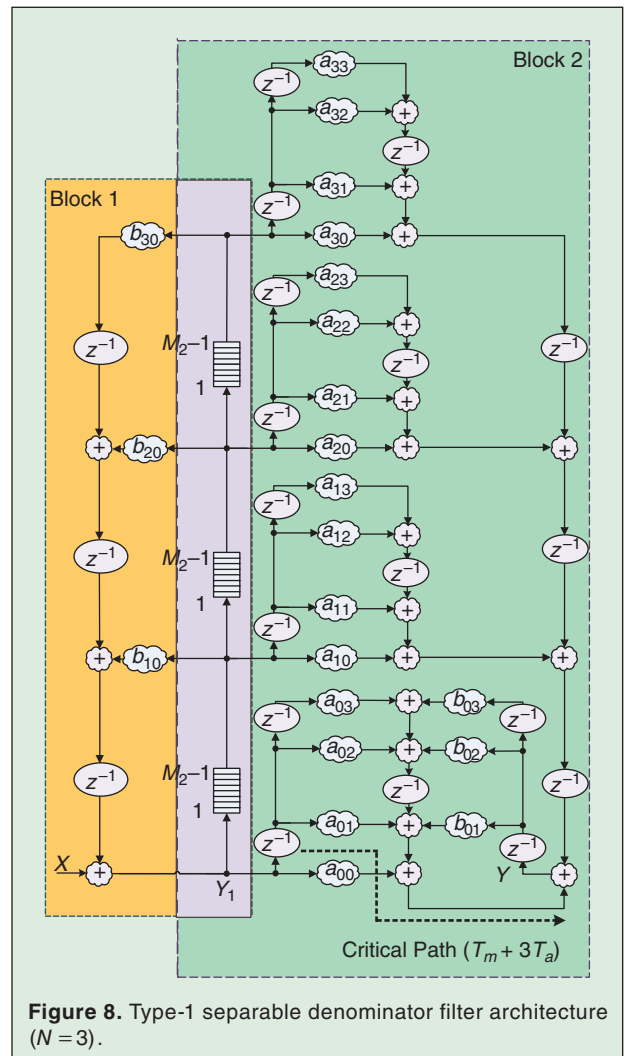 Block 2
Block 1
z⁻¹
a₃₃
a₃₂
+
z⁻¹
z⁻¹
a₃₁
+
b₃₀
a₃₀
+
z⁻¹
a₂₃
z⁻¹
M₂–1
1
a₂₂
+
z⁻¹
z⁻¹
z⁻¹
a₂₁
+
+
b₂₀
a₂₀
+
+
z⁻¹
a₁₃
z⁻¹
M₂–1
1
a₁₂
+
z⁻¹
z⁻¹
z⁻¹
a₁₁
+
+
b₁₀
a₁₀
+
+
z⁻¹
a₀₃
+
b₀₃
z⁻¹
z⁻¹
M₂–1
1
a₀₂
+
b₀₂
z⁻¹
z⁻¹
z⁻¹
a₀₁
+
b₀₁
z⁻¹
X
+
Y₁
a₀₀
+
Y
+
Critical Path (Tₘ + 3Tₐ)
Figure 8. Type-1 separable denominator filter architecture
(N = 3).